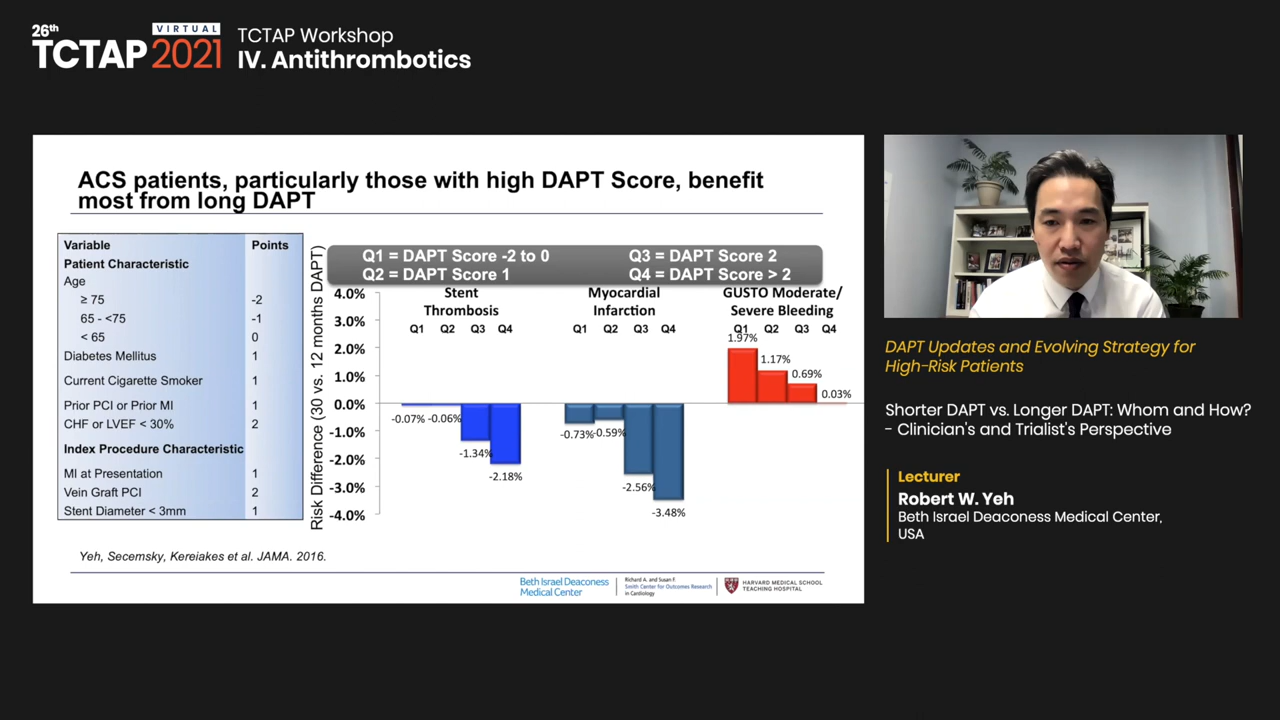 26th
TCTAP
VIRTUAL
2021
TCTAP Workshop
IV. Antithrombotics
ACS patients, particularly those with high DAPT Score, benefit
most from long DAPT
Variable Points
Patient Characteristic
Age
≥ 75 -2
65 - <75 -1
< 65 0
Diabetes Mellitus 1
Current Cigarette Smoker 1
Prior PCI or Prior MI 1
CHF or LVEF < 30% 2
Index Procedure Characteristic
MI at Presentation 1
Vein Graft PCI 2
Stent Diameter < 3mm 1
Risk Difference (30 vs. 12 months DAPT)
Q1 = DAPT Score -2 to 0 Q3 = DAPT Score 2
Q2 = DAPT Score 1 Q4 = DAPT Score > 2
4.0%
3.0%
2.0%
1.0%
0.0%
-1.0%
-2.0%
-3.0%
-4.0%
Stent
Thrombosis
Q1 Q2 Q3 Q4
-0.07% -0.06%
-1.34%
-2.18%
Myocardial
Infarction
Q1 Q2 Q3 Q4
-0.73% -0.59%
-2.56%
-3.48%
GUSTO Moderate/
Severe Bleeding
Q1 Q2 Q3 Q4
1.97%
1.17%
0.69%
0.03%
Yeh, Secemsky, Kereiakes et al. JAMA. 2016.
Beth Israel Deaconess
Medical Center
Richard A. and Susan F.
Smith Center for Outcomes Research
in Cardiology
HARVARD MEDICAL SCHOOL
TEACHING HOSPITAL
DAPT Updates and Evolving Strategy for
High-Risk Patients
Shorter DAPT vs. Longer DAPT: Whom and How?
- Clinician's and Trialist's Perspective
Lecturer
Robert W. Yeh
Beth Israel Deaconess Medical Center,
USA